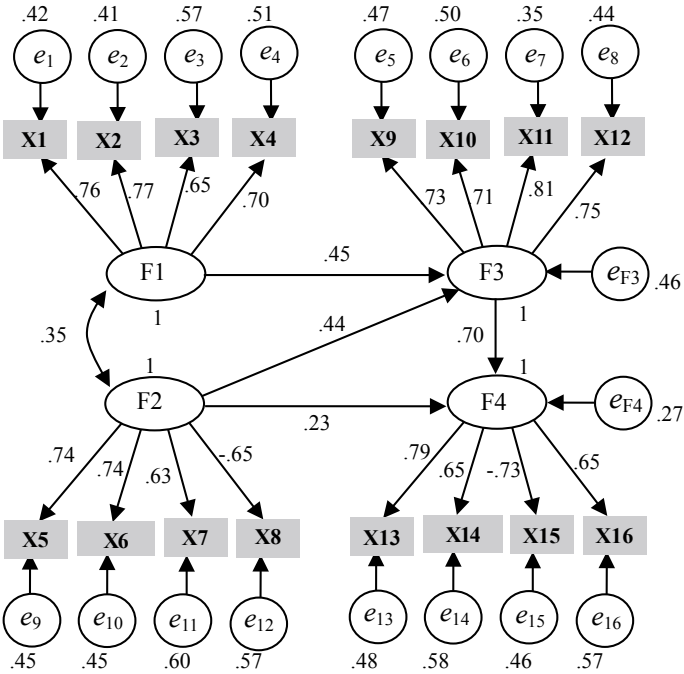 .42 .41 .57 .51 .47 .50 .35 .44
e1 e2 e3 e4 e5 e6 e7 e8
X1 X2 X3 X4 X9 X10 X11 X12
.76 .77 .65 .70 .73 .71 .81 .75
F1 .45 F3 eF3 .46
1 1
.35 .44 .70
1 1
F2 .23 F4 eF4 .27
.74 .74 .63 -.65 .79 .65 -.73 .65
X5 X6 X7 X8 X13 X14 X15 X16
e9 e10 e11 e12 e13 e14 e15 e16
.45 .45 .60 .57 .48 .58 .46 .57